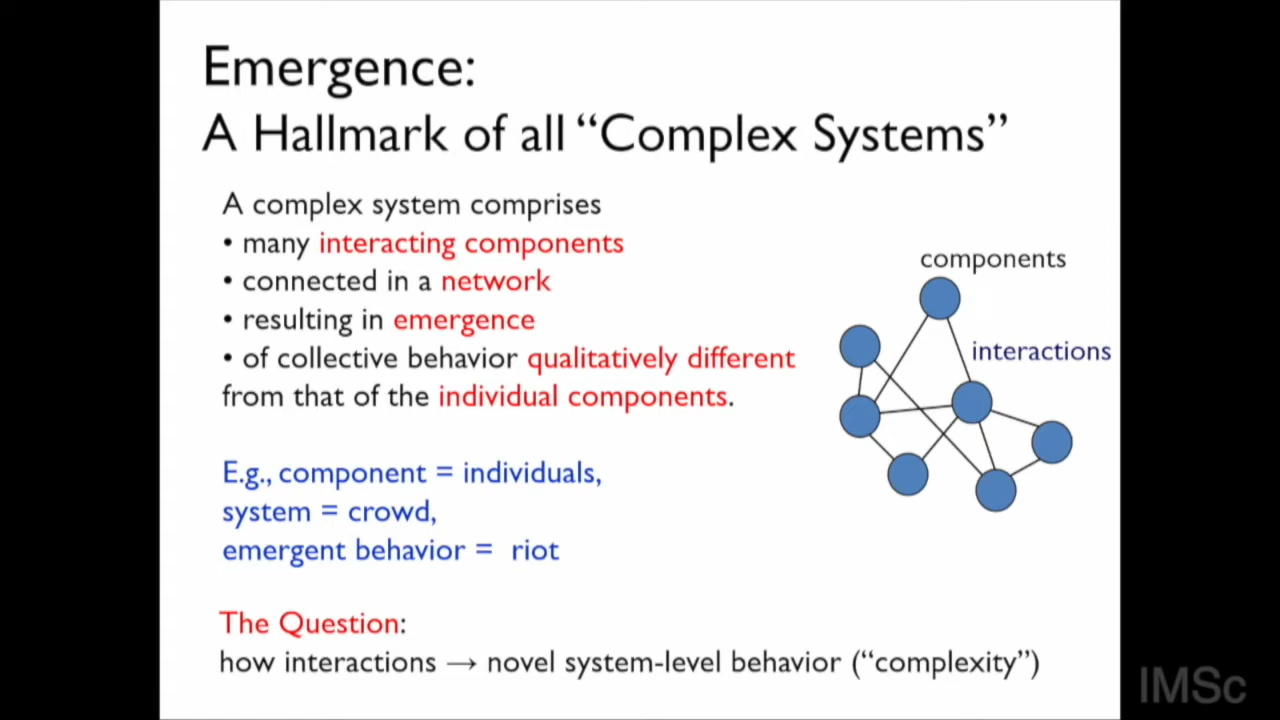 Emergence:
A Hallmark of all “Complex Systems”
A complex system comprises
• many interacting components
• connected in a network
• resulting in emergence
• of collective behavior qualitatively different
from that of the individual components.
E.g., component = individuals,
system = crowd,
emergent behavior = riot
The Question:
how interactions → novel system-level behavior (“complexity”)
components
interactions
IMSc